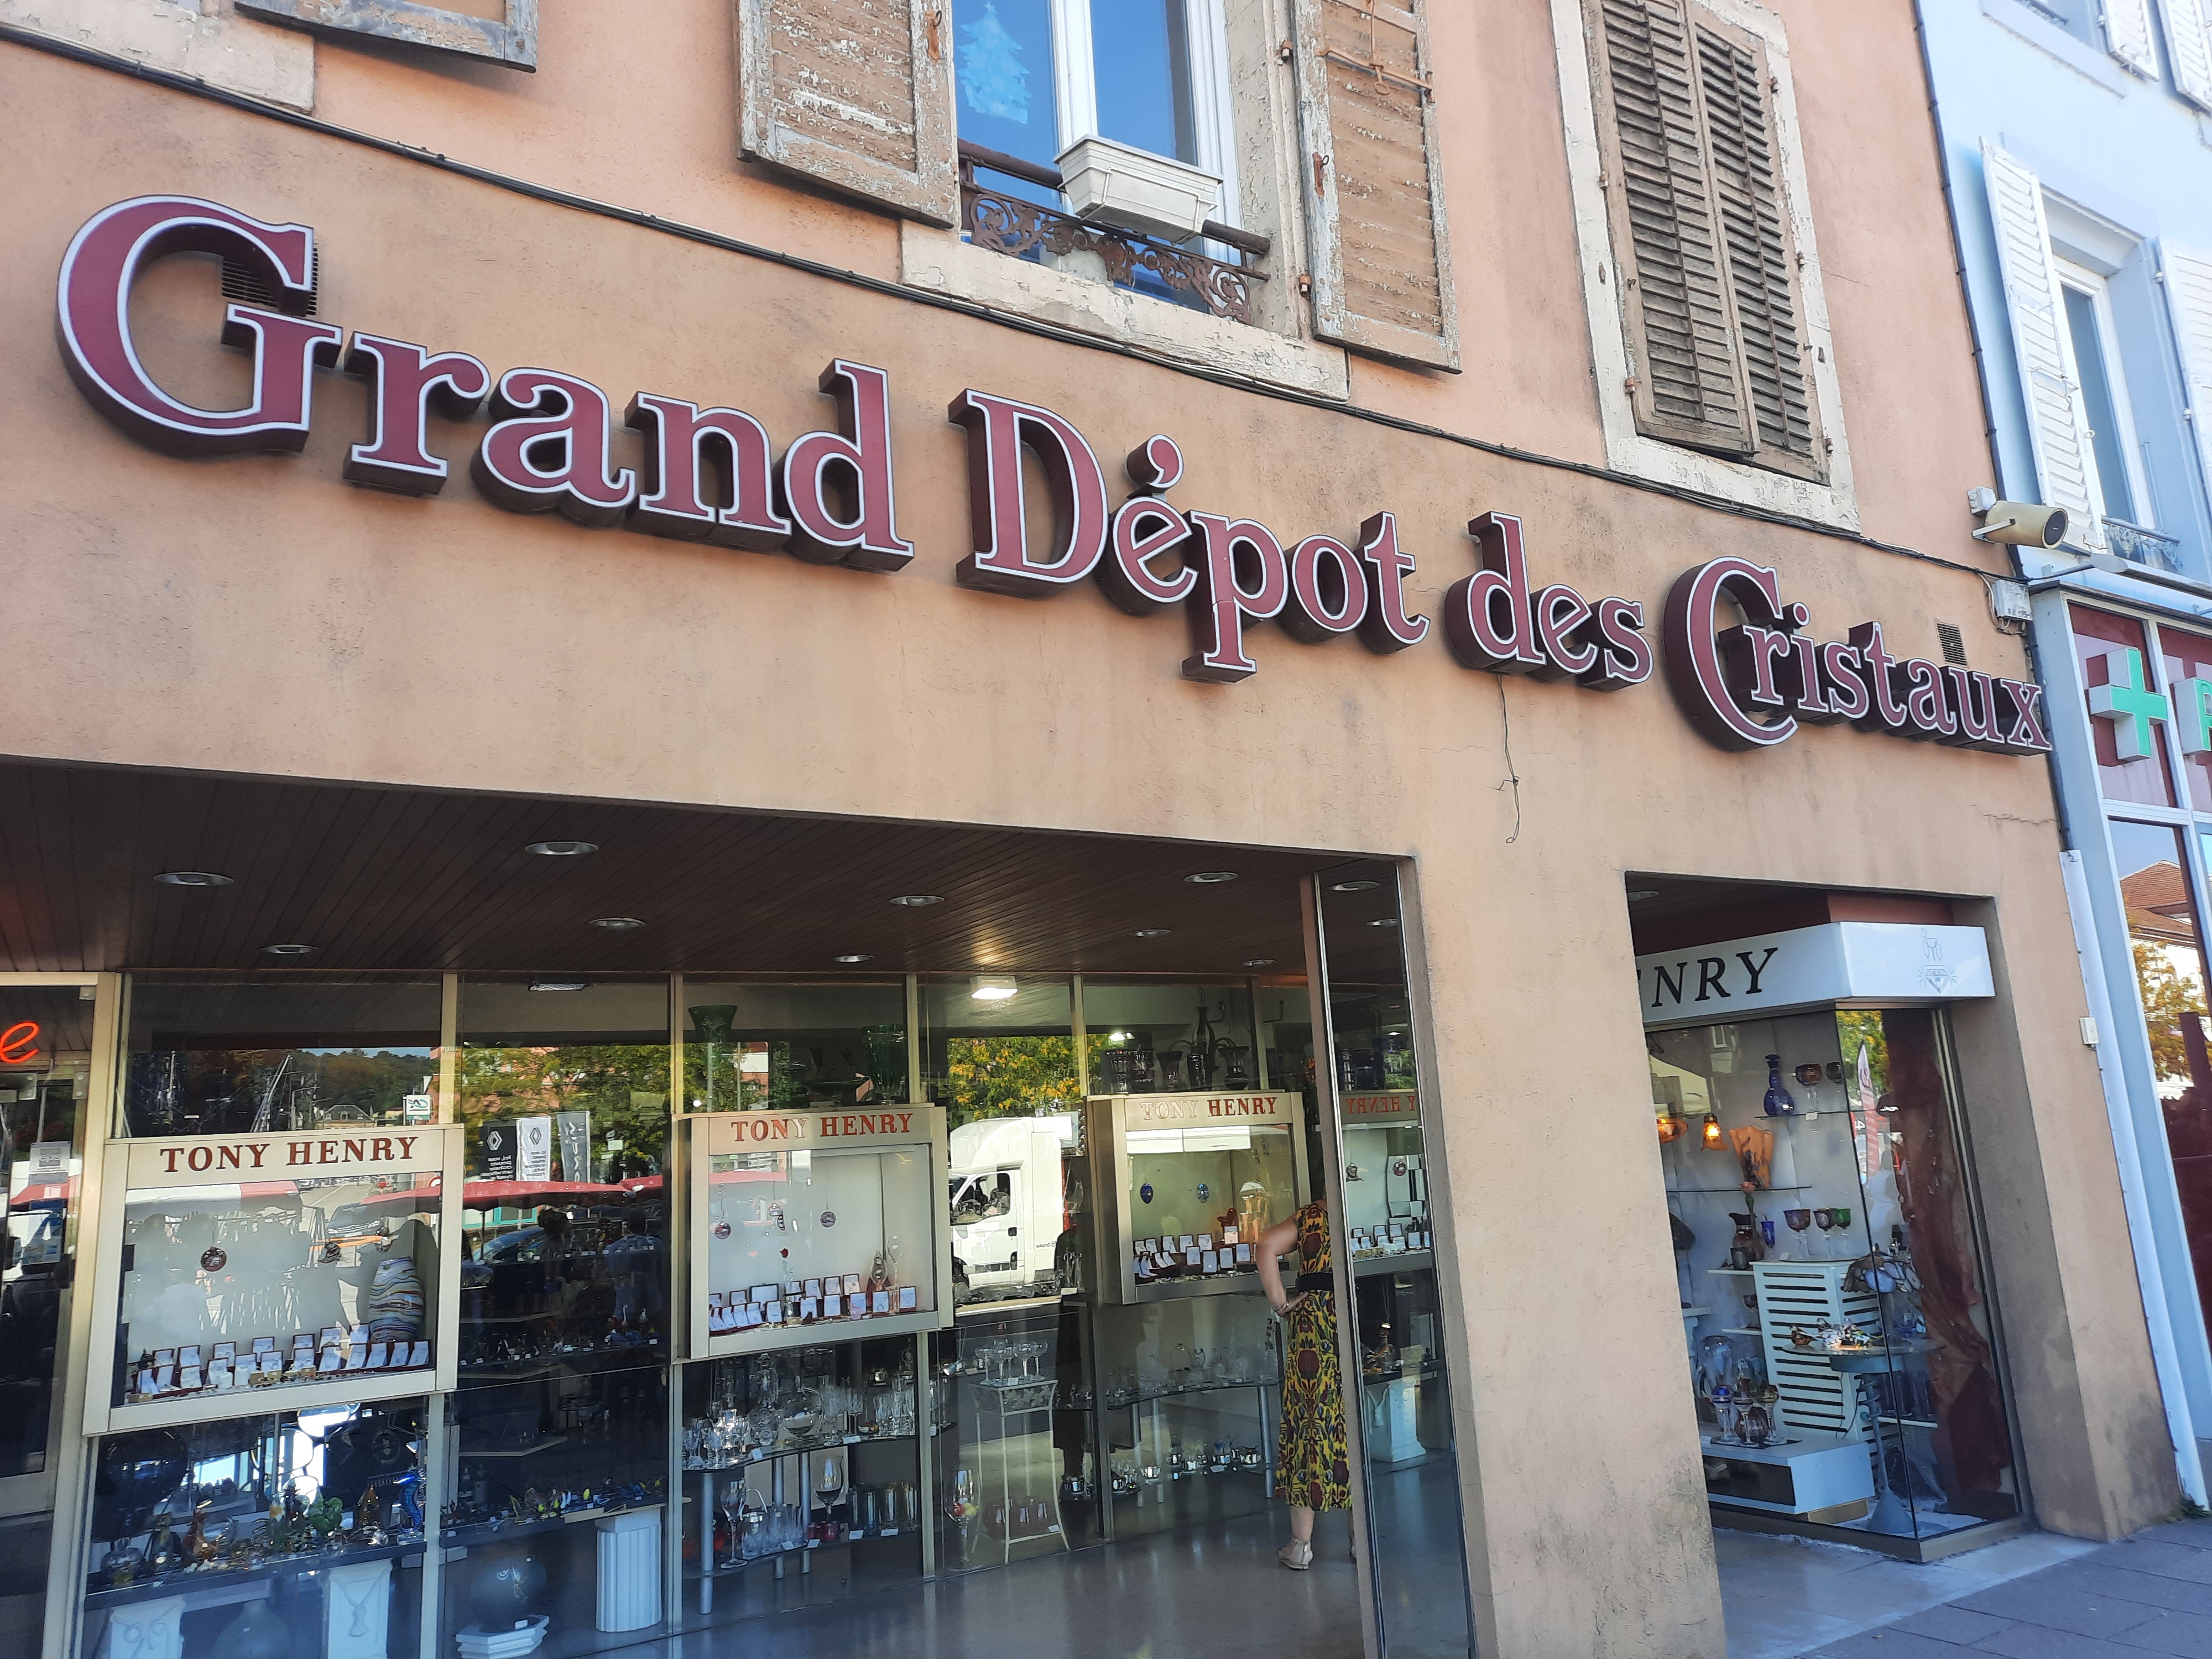 Grand Dépot des Cristaux
NRY
e
TONY HENRY
TONY HENRY
TONY HENRY